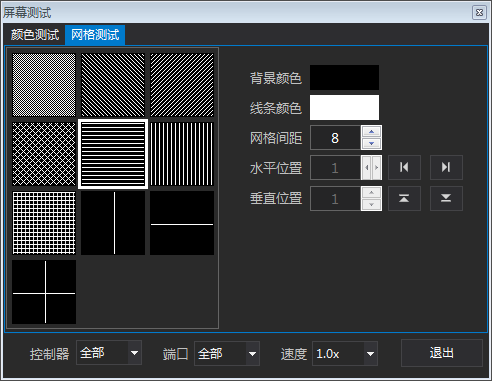 屏幕测试
颜色测试 网格测试
背景颜色
线条颜色
网格间距 8
水平位置 1
垂直位置 1
控制器 全部 端口 全部 速度 1.0x 退出